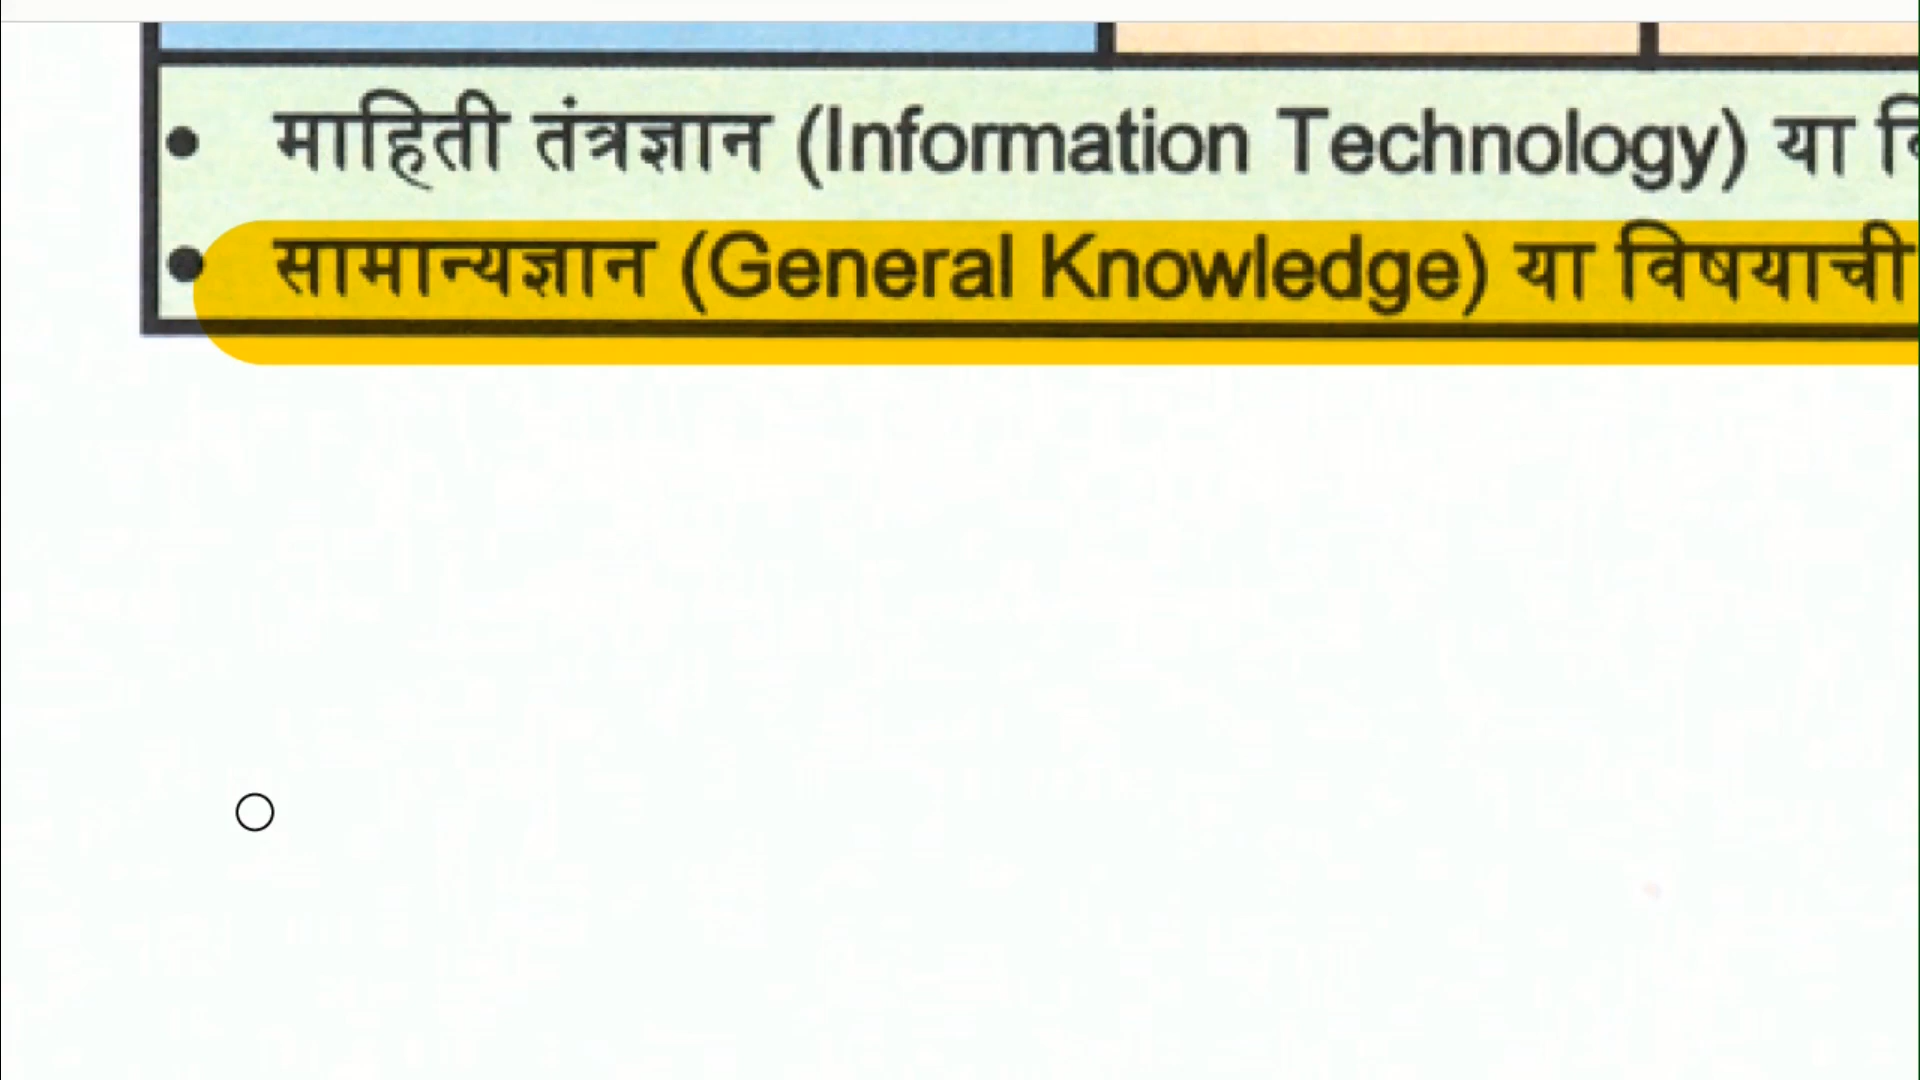 • माहिती तंत्रज्ञान (Information Technology) या
• सामान्यज्ञान (General Knowledge) या विषयाची